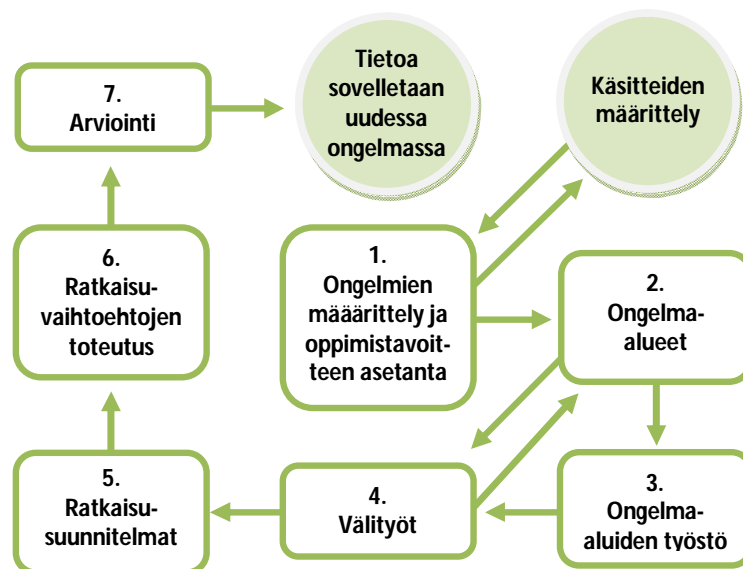 7.
Arviointi
Tietoa
sovelletaan
uudessa
ongelmassa
Käsitteiden
määrittely
6.
Ratkaisu-
vaihtoehtojen
toteutus
1.
Ongelmien
määärittely ja
oppimistavoit-
teen asetanta
2.
Ongelma-
alueet
5.
Ratkaisu-
suunnitelmat
4.
Välityöt
3.
Ongelma-
aluiden työstö